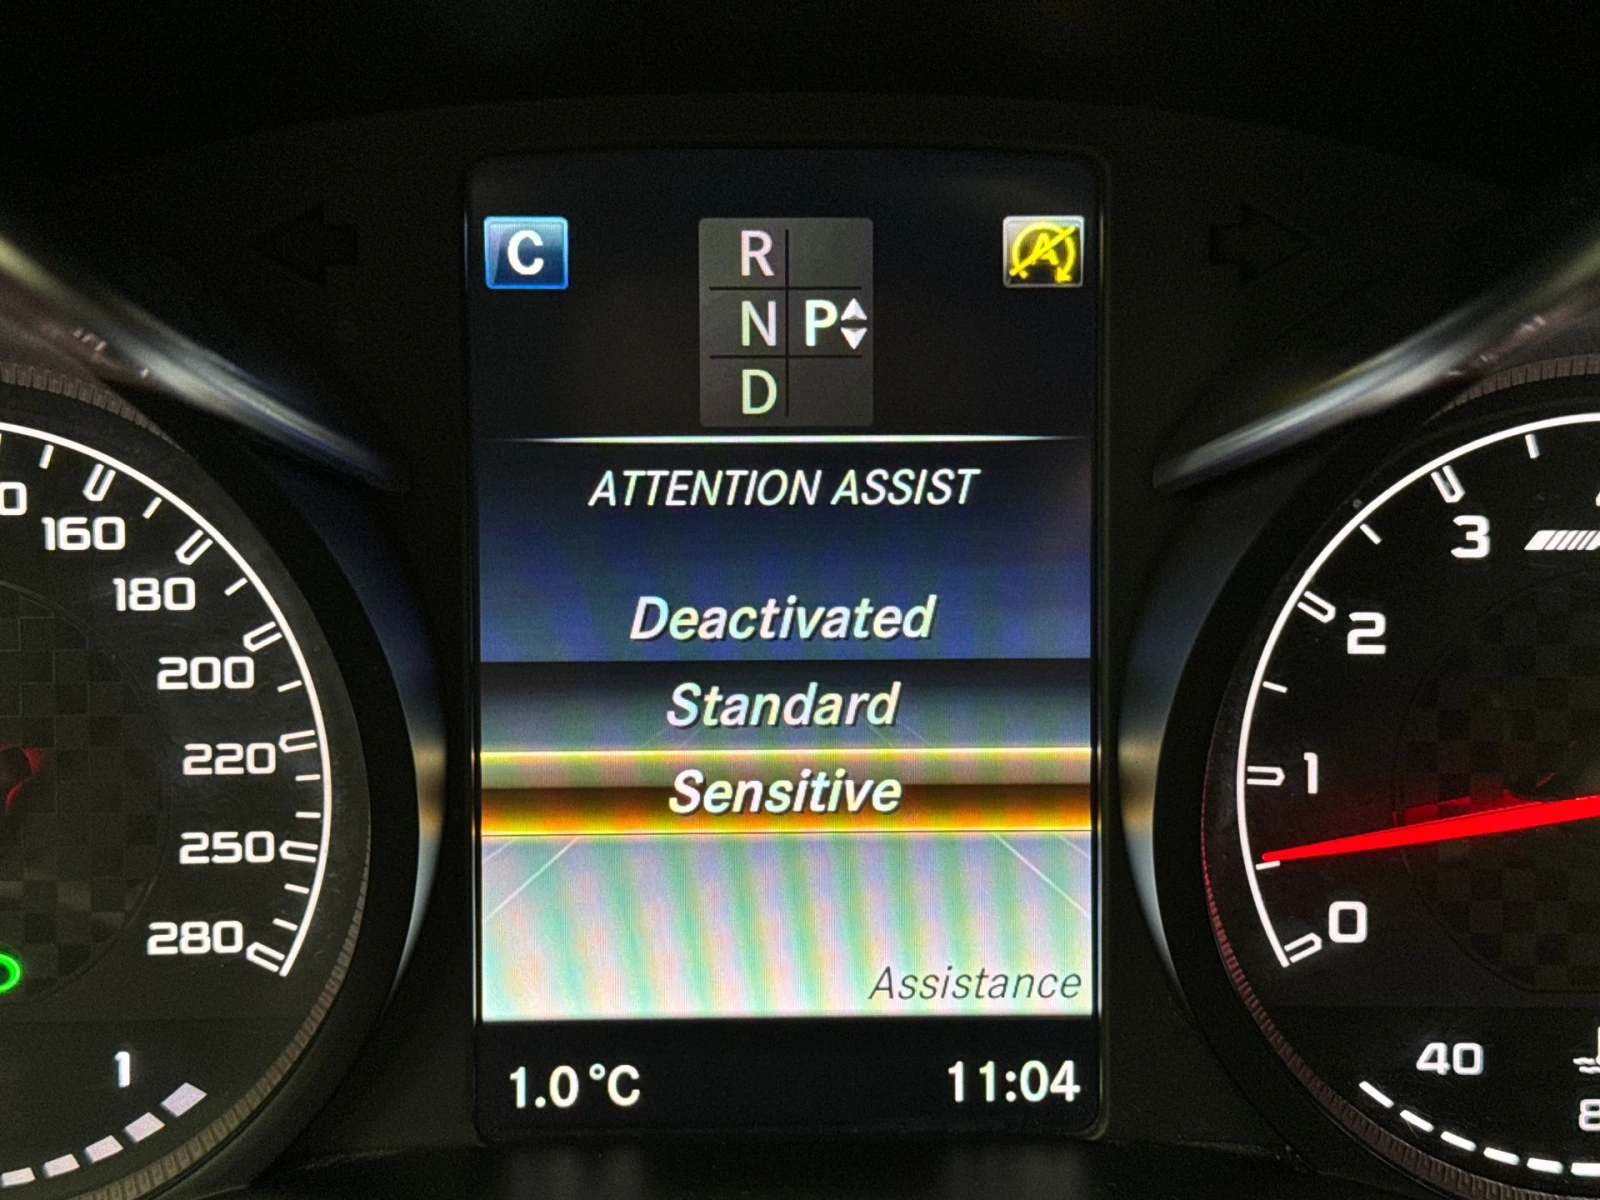 C
R
N P
D
A
ATTENTION ASSIST
Deactivated
Standard
Sensitive
Assistance
1.0 °C
11:04
160
180
200
220
250
280
1
3
2
1
0
40